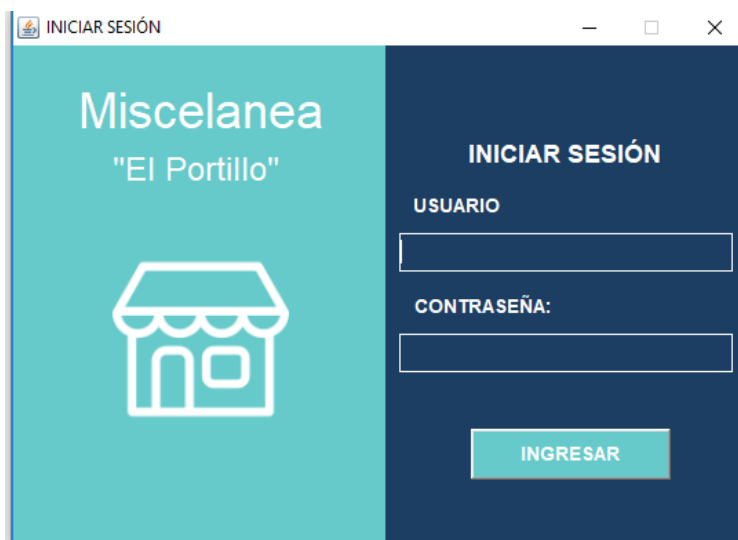 INICIAR SESIÓN
Miscelanea
"El Portillo"
INICIAR SESIÓN
USUARIO
CONTRASEÑA:
INGRESAR